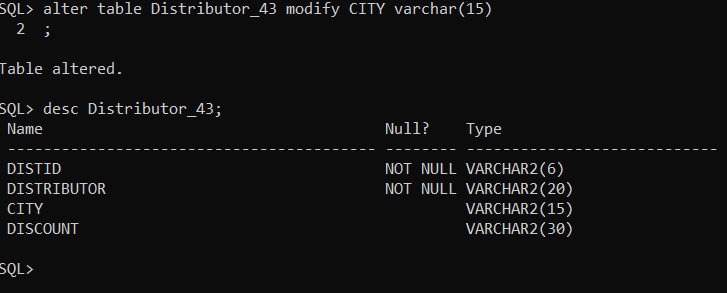 SQL> alter table Distributor_43 modify CITY varchar(15)
  2  ;

Table altered.

SQL> desc Distributor_43;
 Name                                      Null?    Type
 ----------------------------------------- -------- ----------------------------
 DISTID                                    NOT NULL VARCHAR2(6)
 DISTRIBUTOR                               NOT NULL VARCHAR2(20)
 CITY                                               VARCHAR2(15)
 DISCOUNT                                           VARCHAR2(30)

SQL>